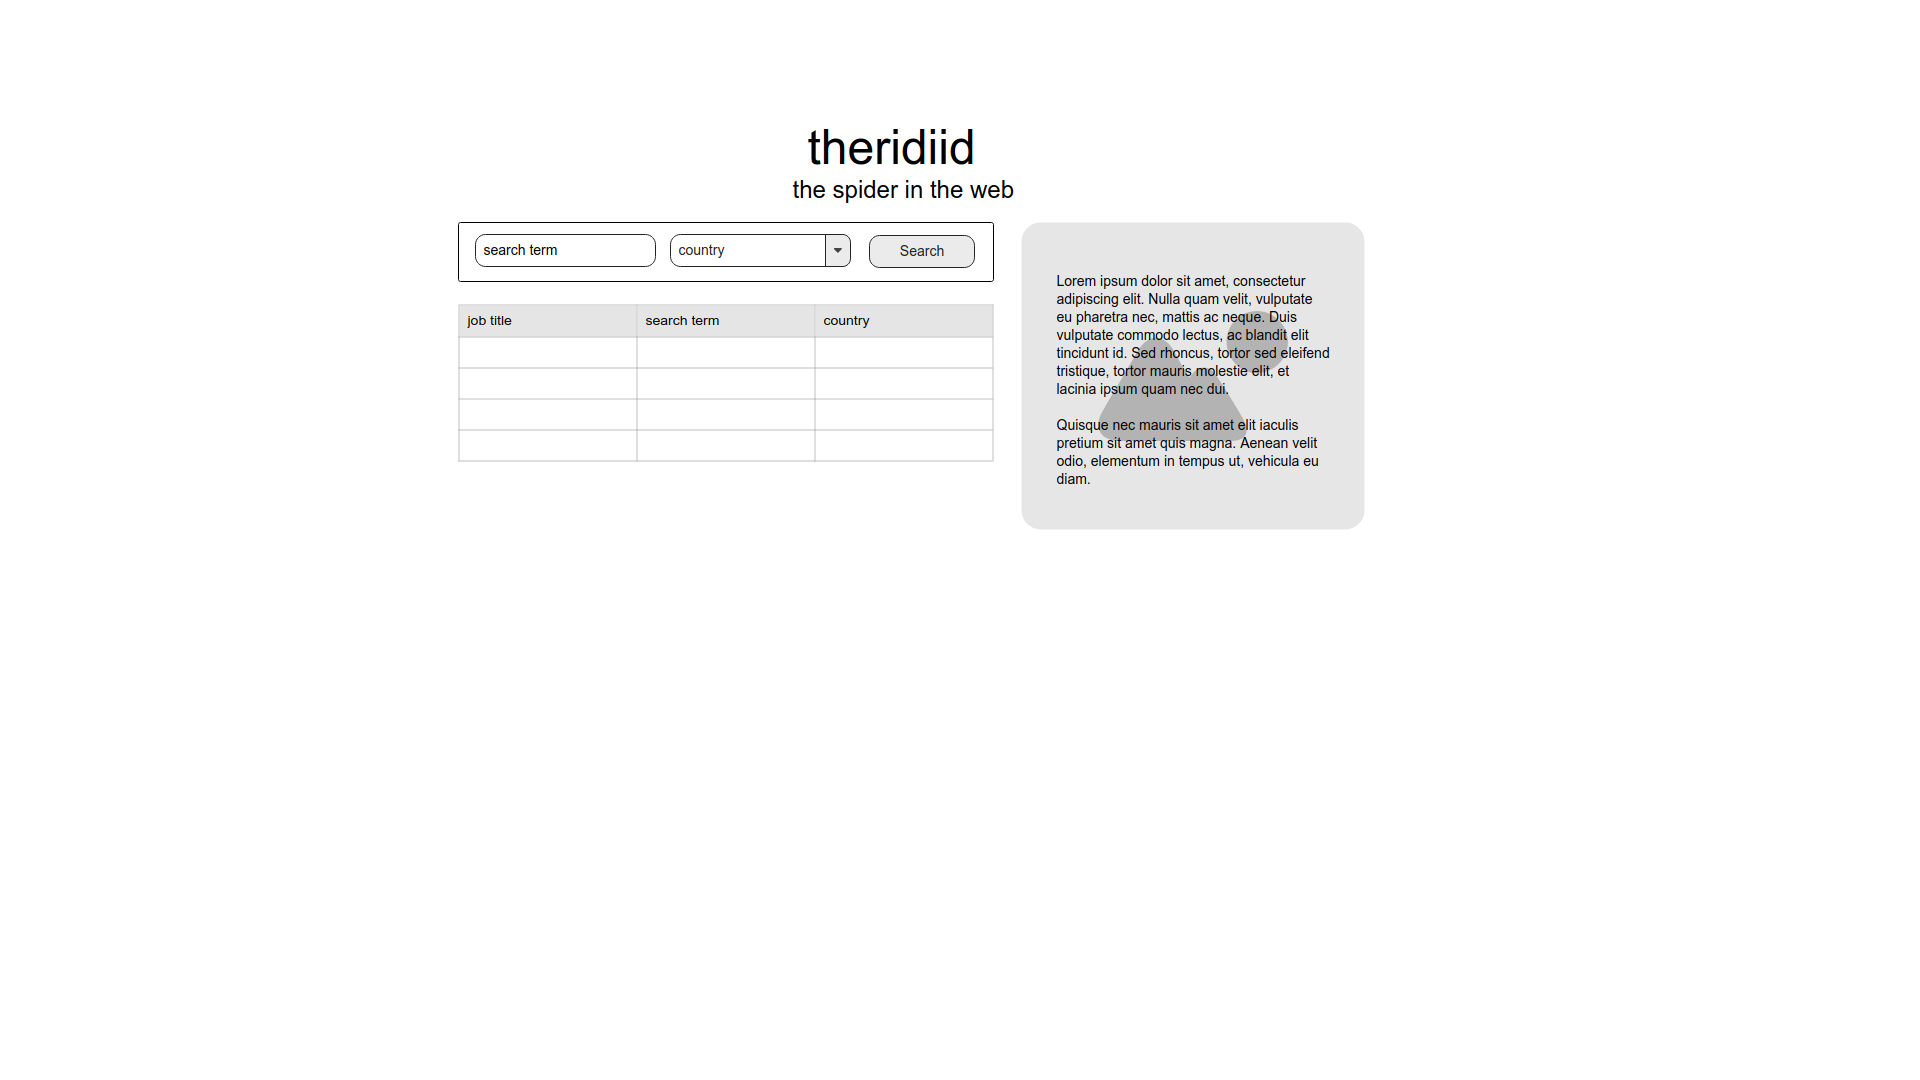 theridiid
the spider in the web
search term
country
Search
job title
search term
country
Lorem ipsum dolor sit amet, consectetur
adipiscing elit. Nulla quam velit, vulputate
eu pharetra nec, mattis ac neque. Duis
vulputate commodo lectus, ac blandit elit
tincidunt id. Sed rhoncus, tortor sed eleifend
tristique, tortor mauris molestie elit, et
lacinia ipsum quam nec dui.
Quisque nec mauris sit amet elit iaculis
pretium sit amet quis magna. Aenean velit
odio, elementum in tempus ut, vehicula eu
diam.